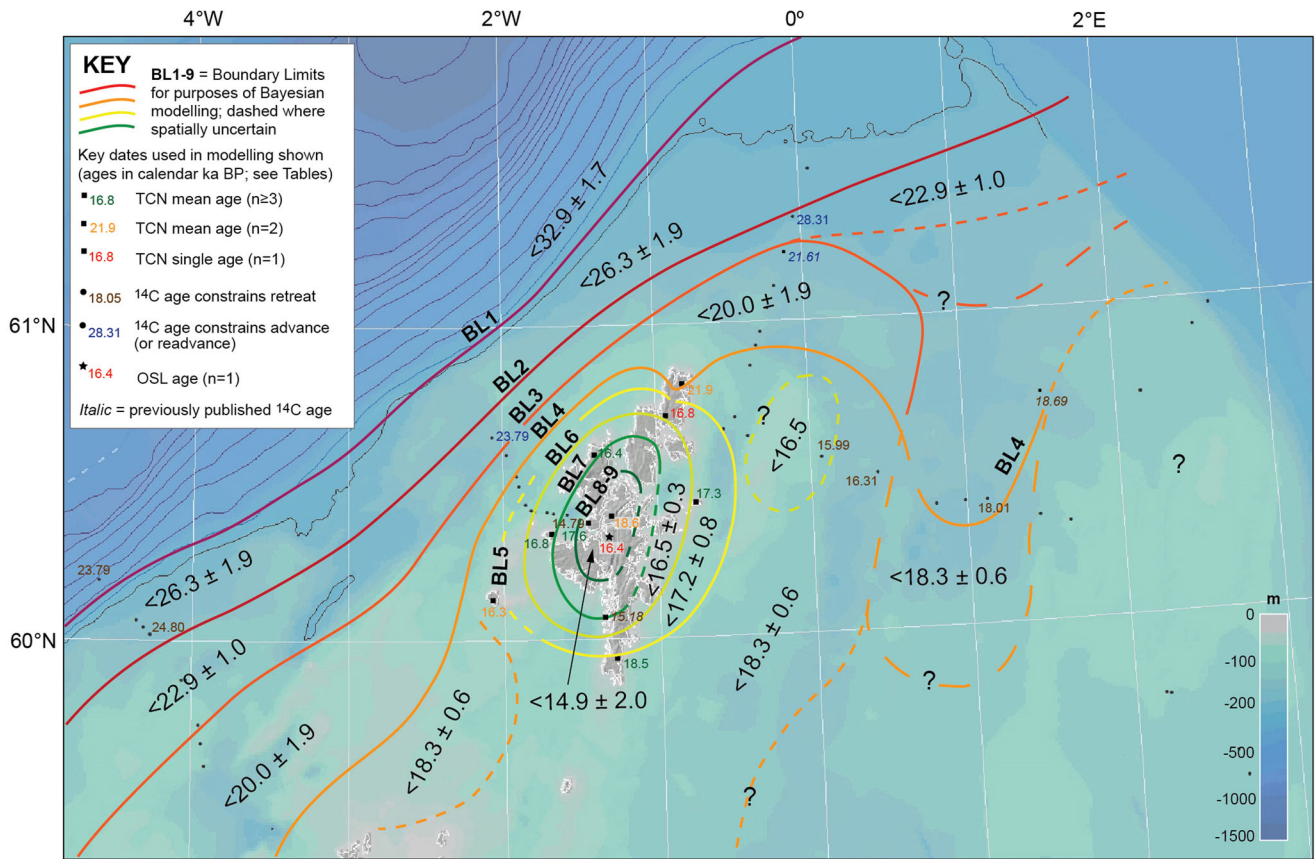 4°W
2°W
0°
2°E
KEY
BL1-9 = Boundary Limits
for purposes of Bayesian
modelling; dashed where
spatially uncertain
Key dates used in modelling shown
(ages in calendar ka BP; see Tables)
16.8 TCN mean age (n≥3)
21.9 TCN mean age (n=2)
16.8 TCN single age (n=1)
18.05 14C age constrains retreat
28.31 14C age constrains advance
(or readvance)
16.4 OSL age (n=1)
Italic = previously published 14C age
61°N
60°N
<32.9 ± 1.7
<22.9 ± 1.0
28.31
<26.3 ± 1.9
21.61
<20.0 ± 1.9
?
BL1
BL2
BL3
BL4
BL6
BL7
BL8-9
BL5
21.9
16.8
18.69
23.79
?
<16.5
BL4
16.4
15.99
?
16.31
17.3
18.01
14.79
18.6
16.8
17.6
16.4
<16.5 ± 0.3
<17.2 ± 0.8
23.79
<26.3 ± 1.9
16.3
<18.3 ± 0.6
15.18
24.80
<18.3 ± 0.6
18.5
<22.9 ± 1.0
<14.9 ± 2.0
?
<20.0 ± 1.9
<18.3 ± 0.6
?
m
0
-100
-200
-500
-1000
-1500